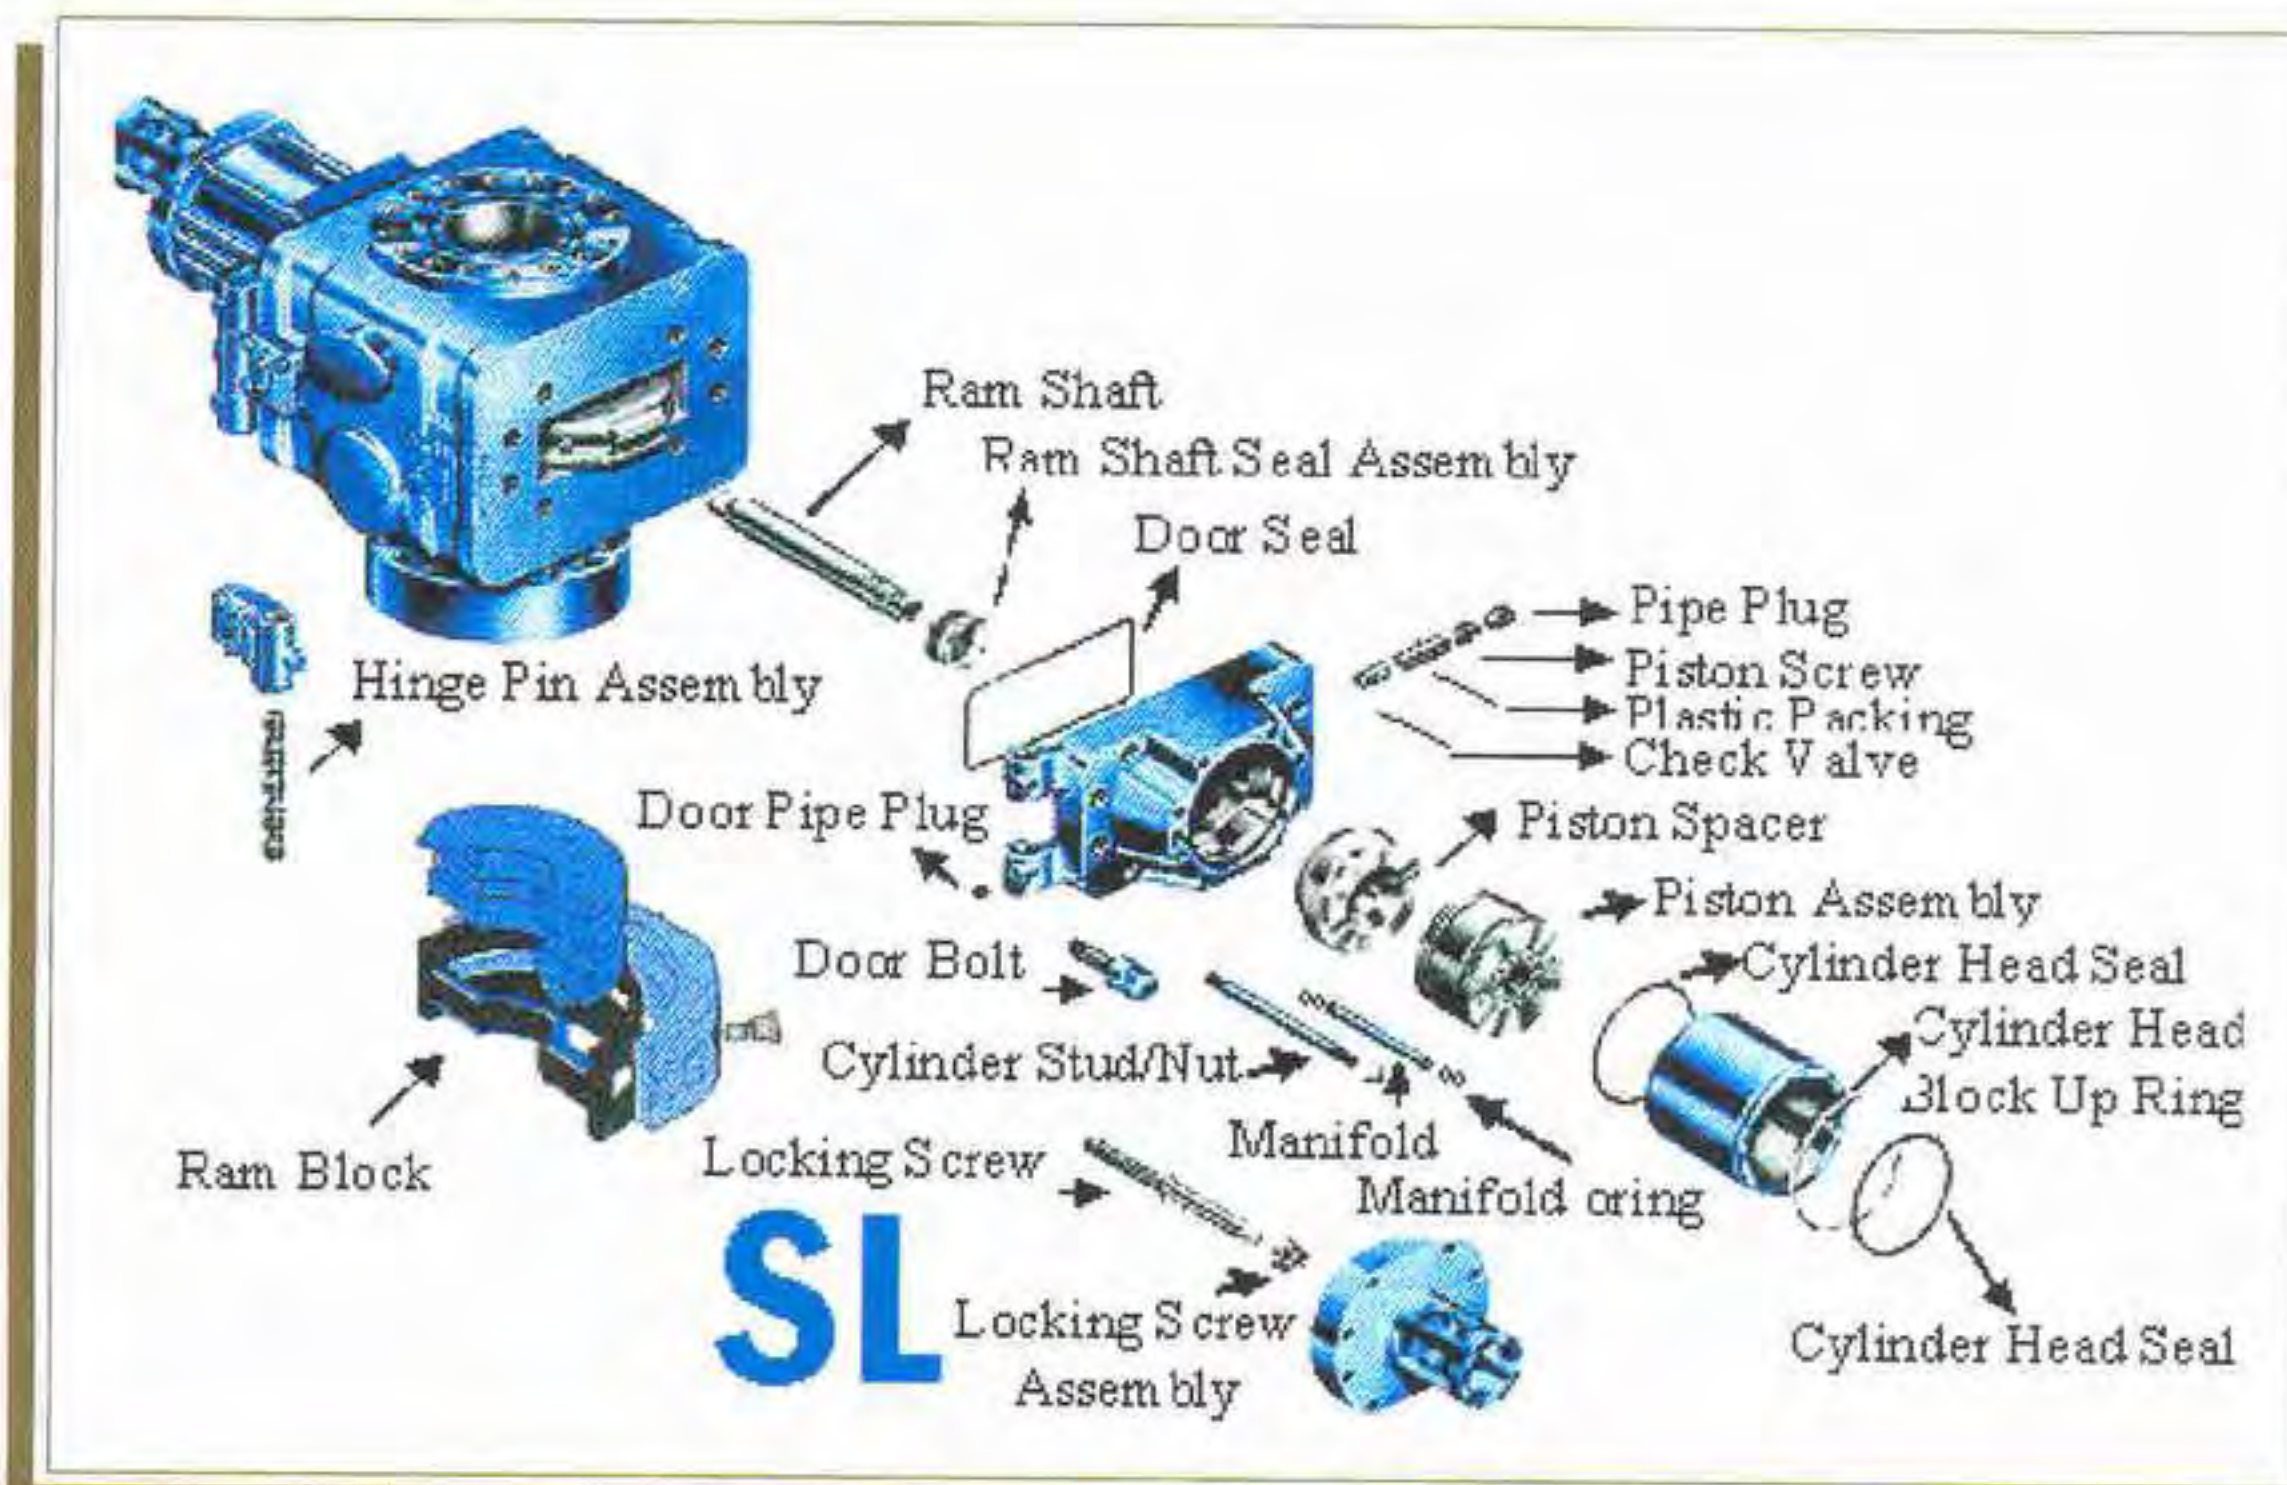 Ram Shaft
Ram Shaft Seal Assembly
Door Seal
Pipe Plug
Piston Screw
Plastic Packing
Check Valve
Hinge Pin Assembly
Door Pipe Plug
Piston Spacer
Piston Assembly
Door Bolt
Cylinder Head Seal
Cylinder Head
Block Up Ring
Cylinder Stud/Nut
Manifold
Manifold oring
Ram Block
Locking Screw
SL
Locking Screw
Assembly
Cylinder Head Seal